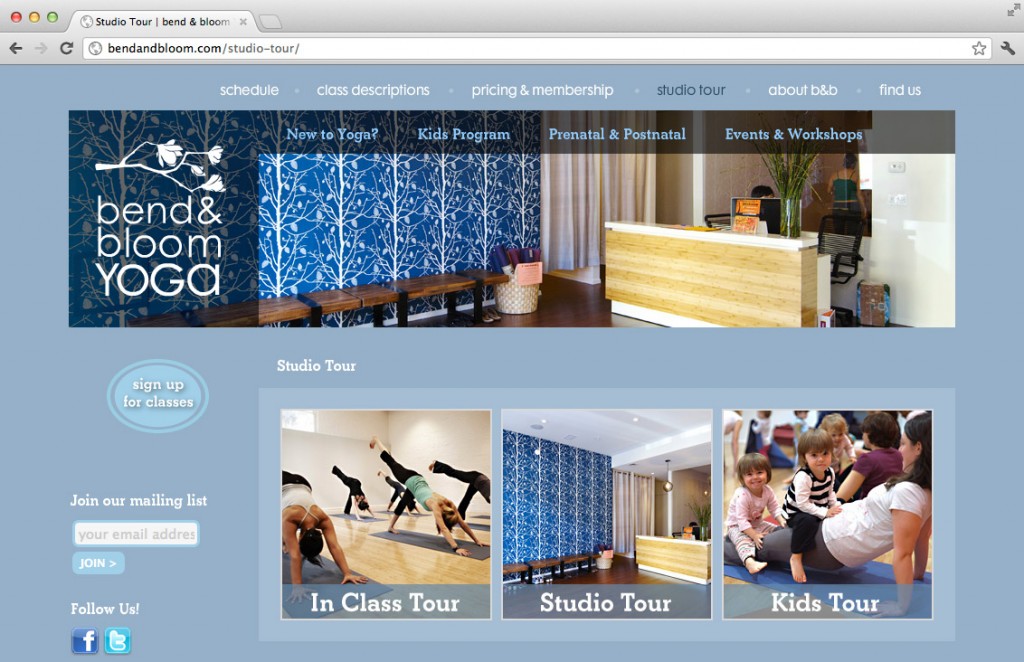 Studio Tour | bend & bloom
bendandbloom.com/studio-tour/
schedule • class descriptions • pricing & membership • studio tour • about b&b • find us
New to Yoga? Kids Program Prenatal & Postnatal Events & Workshops
bend&
bloom
YOGA
sign up
for classes
Studio Tour
In Class Tour Studio Tour Kids Tour
Join our mailing list
your email addres
JOIN >
Follow Us!
f t